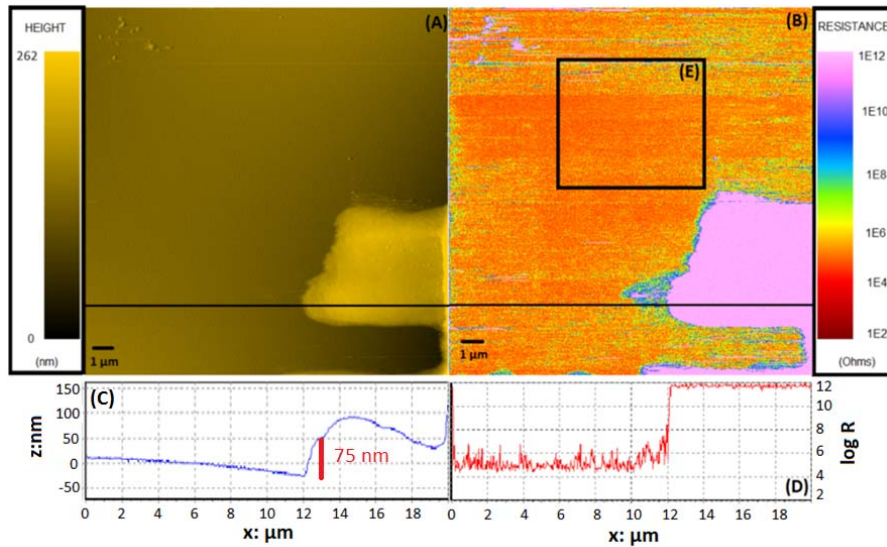 HEIGHT
262
0
(nm)
(A)
1 µm
(B)
(E)
1 µm
RESISTANCE
1E12
1E10
1E8
1E6
1E4
1E2
(Ohms)
(C)
150
100
50
0
-50
z:nm
75 nm
0 2 4 6 8 10 12 14 16 18
x: µm
(D)
12
10
8
6
4
2
log R
0 2 4 6 8 10 12 14 16 18
x: µm